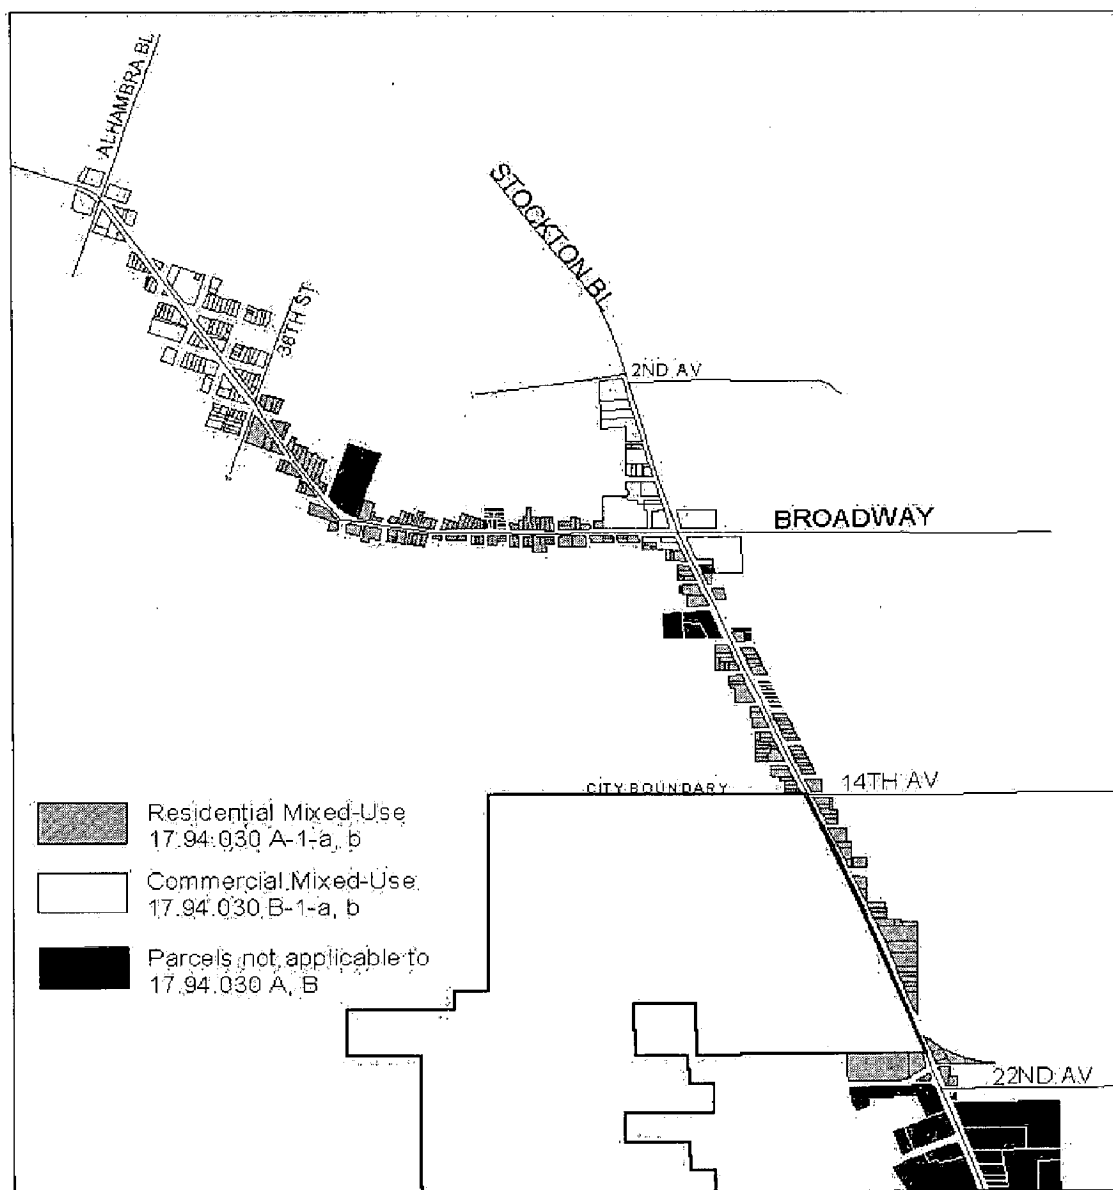 ALHAMBRA BL
STOCKTON BL
36TH ST
2ND AV
BROADWAY
CITY BOUNDARY
14TH AV
Residential Mixed-Use
17.94.030 A-1-a, b
Commercial Mixed-Use
17.94.030 B-1-a, b
Parcels not applicable to
17.94.030 A, B
22ND AV